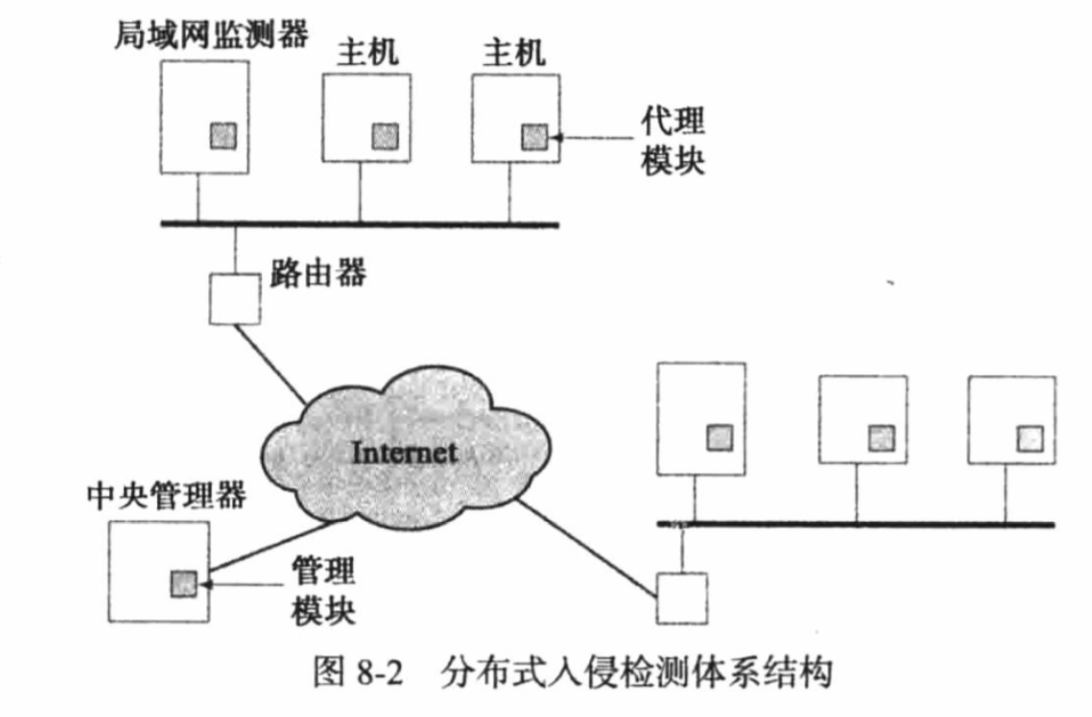 局域网监测器
主机
主机
代理
模块
路由器
Internet
中央管理器
管理
模块
图 8-2 分布式入侵检测体系结构